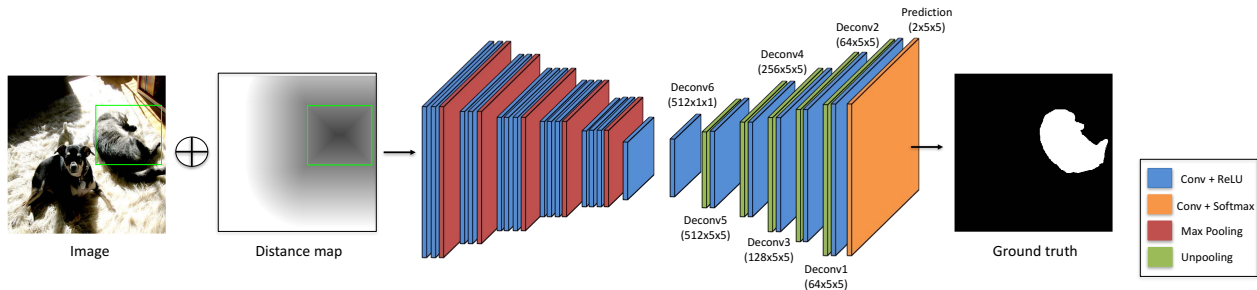 Image
Distance map
Deconv6
(512x1x1)
Deconv5
(512x5x5)
Deconv4
(256x5x5)
Deconv3
(128x5x5)
Deconv2
(64x5x5)
Deconv1
(64x5x5)
Prediction
(2x5x5)
Ground truth
Conv + ReLU
Conv + Softmax
Max Pooling
Unpooling